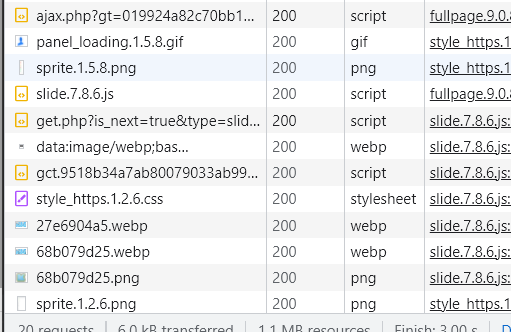 ajax.php?gt=019924a82c70bb1... 200 script fullpage.9.0.8
panel_loading.1.5.8.gif 200 gif style_https.1
sprite.1.5.8.png 200 png style_https.1
slide.7.8.6.js 200 script fullpage.9.0.8
get.php?is_next=true&type=slid... 200 script slide.7.8.6.js:
data:image/webp;bas... 200 webp slide.7.8.6.js:
gct.9518b34a7ab80079033ab99... 200 script slide.7.8.6.js:
style_https.1.2.6.css 200 stylesheet slide.7.8.6.js:
27e6904a5.webp 200 webp slide.7.8.6.js:
68b079d25.webp 200 webp slide.7.8.6.js:
68b079d25.png 200 png slide.7.8.6.js:
sprite.1.2.6.png 200 png style_https.1
20 requests 6.0 kB transferred 1.1 MB resources Finish: 3.00 s D